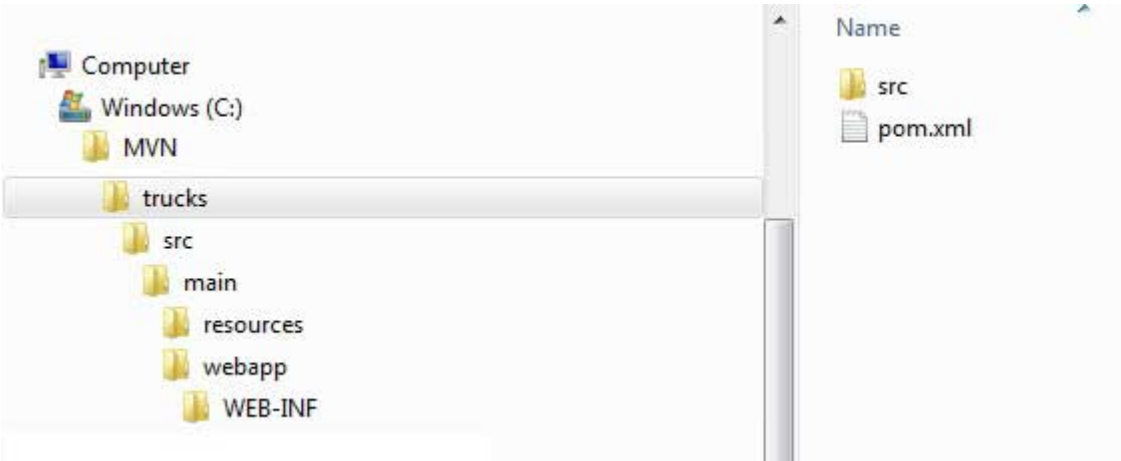 Computer
Windows (C:)
MVN
trucks
src
main
resources
webapp
WEB-INF
Name
src
pom.xml